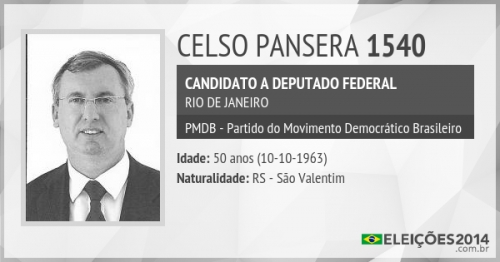 CELSO PANSERA 1540
CANDIDATO A DEPUTADO FEDERAL
RIO DE JANEIRO
PMDB - Partido do Movimento Democrático Brasileiro
Idade: 50 anos (10-10-1963)
Naturalidade: RS - São Valentim
ELEIÇÕES2014
.com.br